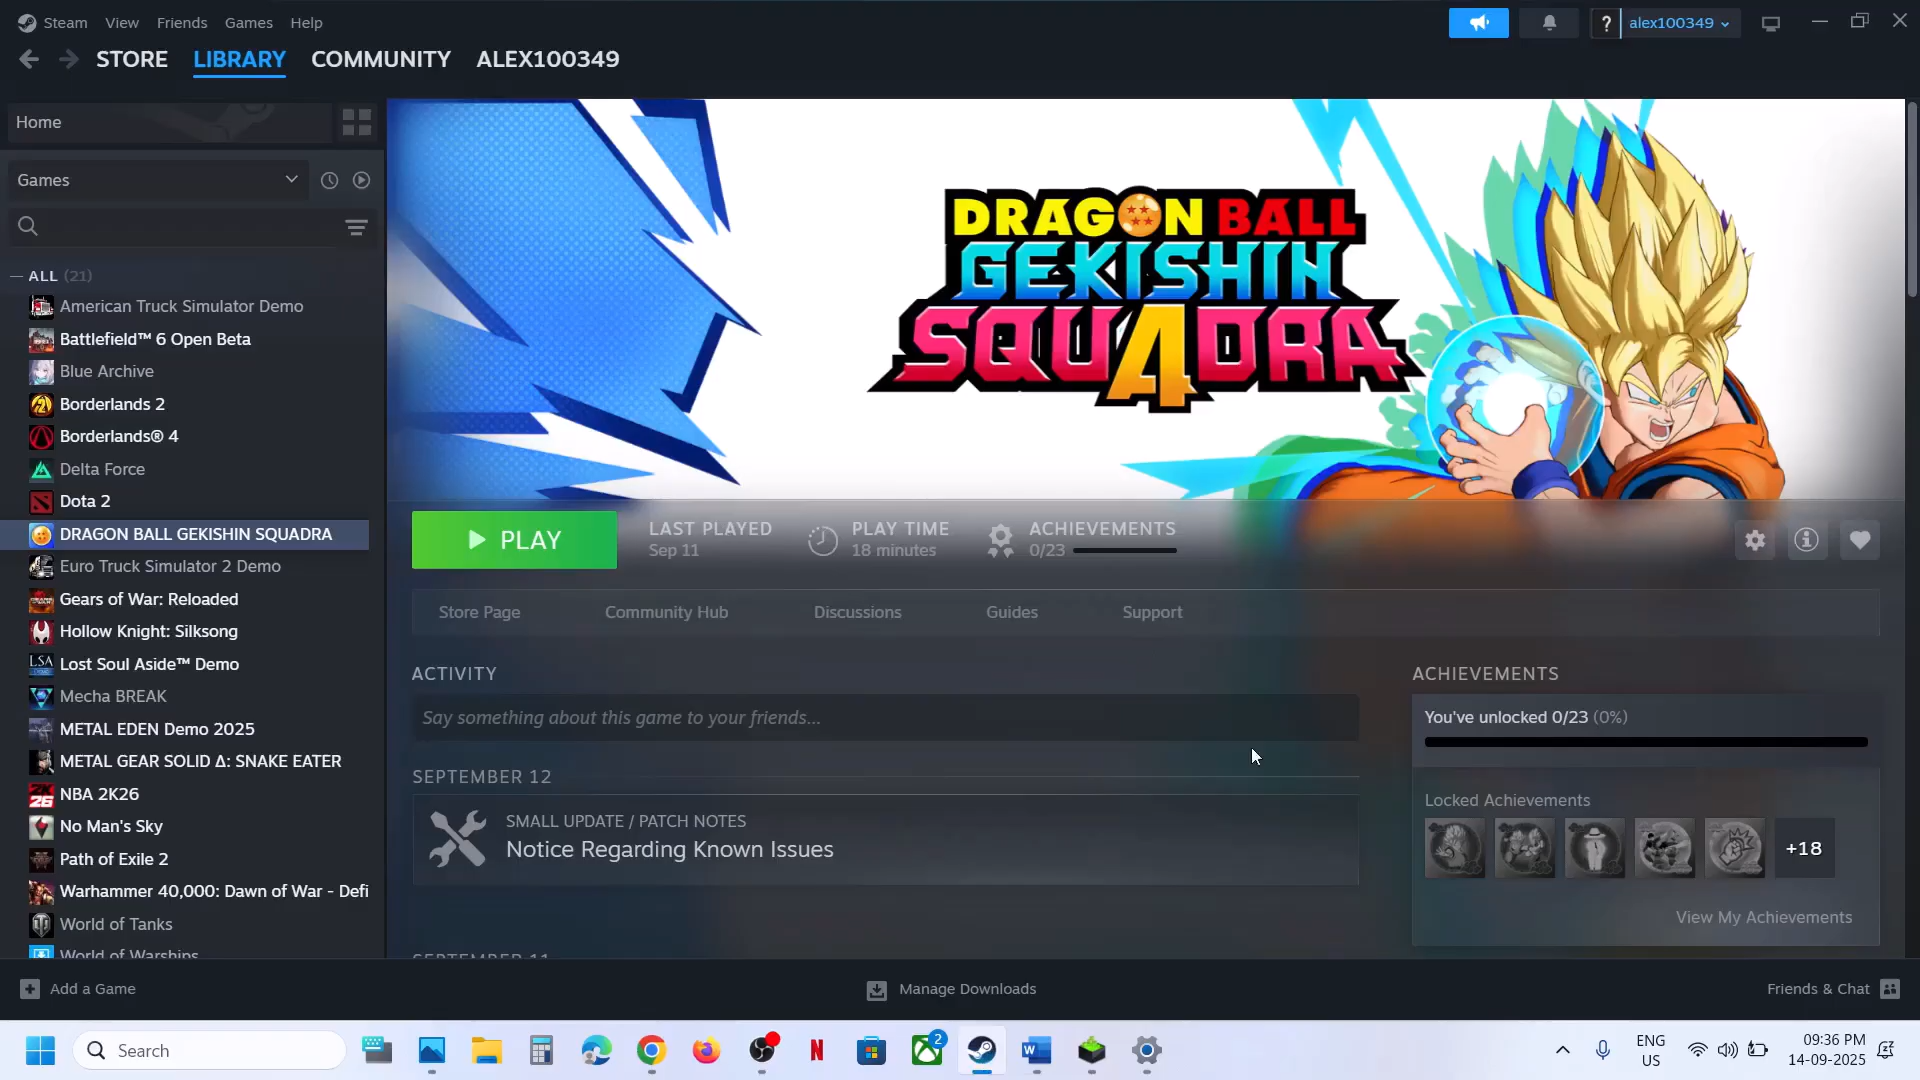 Steam View Friends Games Help
? alex100349
STORE LIBRARY COMMUNITY ALEX100349
Home
Games
ALL (21)
American Truck Simulator Demo
Battlefield™ 6 Open Beta
Blue Archive
Borderlands 2
Borderlands® 4
Delta Force
Dota 2
DRAGON BALL GEKISHIN SQUADRA
Euro Truck Simulator 2 Demo
Gears of War: Reloaded
Hollow Knight: Silksong
Lost Soul Aside™ Demo
Mecha BREAK
METAL EDEN Demo 2025
METAL GEAR SOLID Δ: SNAKE EATER
NBA 2K26
No Man's Sky
Path of Exile 2
Warhammer 40,000: Dawn of War - Defi
World of Tanks
World of Warships
DRAGON BALL
GEKISHIN
SQU4DRA
PLAY
LAST PLAYED
Sep 11
PLAY TIME
18 minutes
ACHIEVEMENTS
0/23
Store Page Community Hub Discussions Guides Support
ACTIVITY
Say something about this game to your friends...
SEPTEMBER 12
SMALL UPDATE / PATCH NOTES
Notice Regarding Known Issues
SEPTEMBER 11
ACHIEVEMENTS
You've unlocked 0/23 (0%)
Locked Achievements
+18
View My Achievements
Add a Game
Manage Downloads
Friends & Chat
Search
2
ENG
US
09:36 PM
14-09-2025